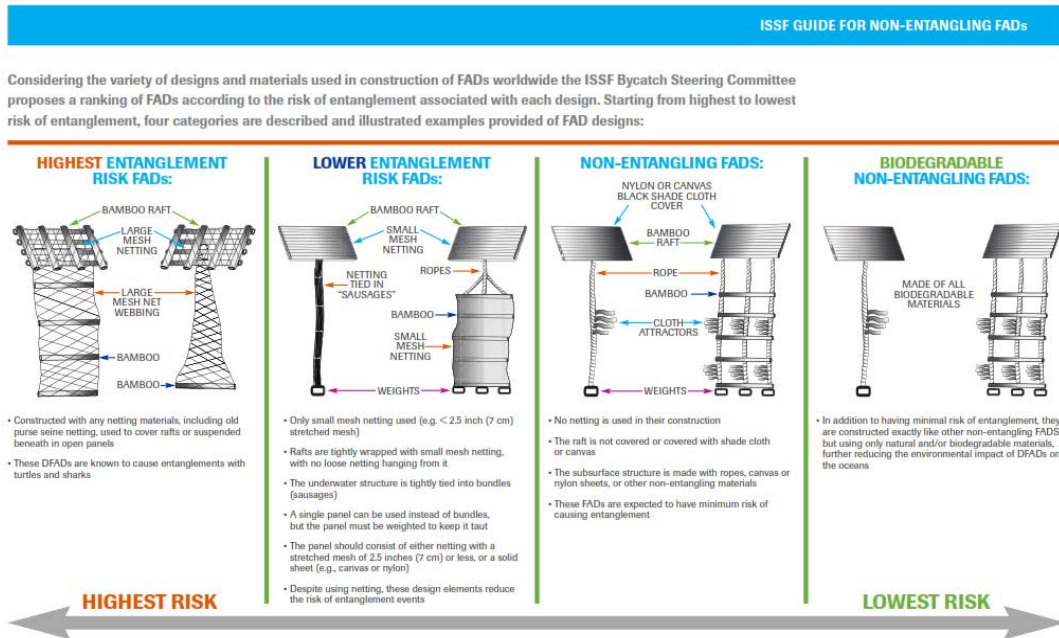 ISSF GUIDE FOR NON-ENTANGLING FADs
Considering the variety of designs and materials used in construction of FADs worldwide the ISSF Bycatch Steering Committee
proposes a ranking of FADs according to the risk of entanglement associated with each design. Starting from highest to lowest
risk of entanglement, four categories are described and illustrated examples provided of FAD designs:
HIGHEST ENTANGLEMENT
RISK FADs:
BAMBOO RAFT
LARGE
MESH
NETTING
LARGE
MESH NET
WEBBING
BAMBOO
BAMBOO
• Constructed with any netting materials, including old
purse seine netting, used to cover rafts or suspended
beneath in open panels
• These DFADs are known to cause entanglements with
turtles and sharks
LOWER ENTANGLEMENT
RISK FADs:
BAMBOO RAFT
SMALL
MESH
NETTING
ROPES
NETTING
TIED IN
"SAUSAGES"
BAMBOO
SMALL
MESH
NETTING
WEIGHTS
• Only small mesh netting used (e.g. < 2.5 inch (7 cm)
stretched mesh)
• Rafts are tightly wrapped with small mesh netting,
with no loose netting hanging from it
• The underwater structure is tightly tied into bundles
(sausages)
• A single panel can be used instead of bundles,
but the panel must be weighted to keep it taut
• The panel should consist of either netting with a
stretched mesh of 2.5 inches (7 cm) or less, or a solid
sheet (e.g., canvas or nylon)
• Despite using netting, these design elements reduce
the risk of entanglement events
NON-ENTANGLING FADS:
NYLON OR CANVAS
BLACK SHADE CLOTH
COVER
BAMBOO
RAFT
ROPE
BAMBOO
CLOTH
ATTRACTORS
WEIGHTS
• No netting is used in their construction
• The raft is not covered or covered with shade cloth
or canvas
• The subsurface structure is made with ropes, canvas or
nylon sheets, or other non-entangling materials
• These FADs are expected to have minimum risk of
causing entanglement
BIODEGRADABLE
NON-ENTANGLING FADS:
MADE OF ALL
BIODEGRADABLE
MATERIALS
• In addition to having minimal risk of entanglement, they
are constructed exactly like other non-entangling FADS
but using only natural and/or biodegradable materials,
further reducing the environmental impact of DFADs on
the oceans
HIGHEST RISK
LOWEST RISK